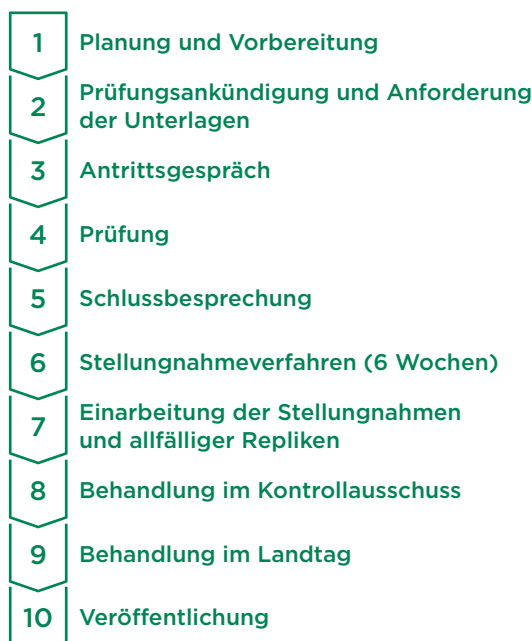 1 Planung und Vorbereitung
2 Prüfungsankündigung und Anforderung
der Unterlagen
3 Antrittsgespräch
4 Prüfung
5 Schlussbesprechung
6 Stellungnahmeverfahren (6 Wochen)
7 Einarbeitung der Stellungnahmen
und allfälliger Repliken
8 Behandlung im Kontrollausschuss
9 Behandlung im Landtag
10 Veröffentlichung